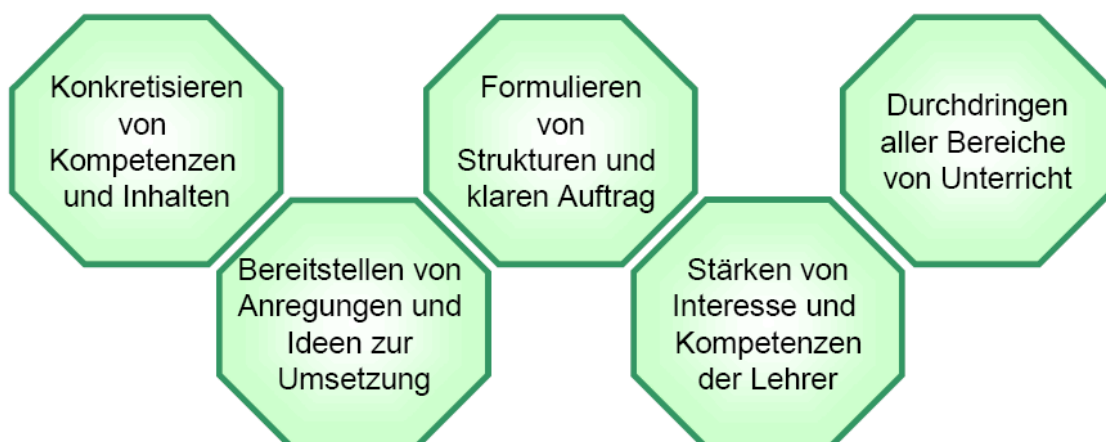 Konkretisieren
von
Kompetenzen
und Inhalten
Bereitstellen von
Anregungen und
Ideen zur
Umsetzung
Formulieren
von
Strukturen und
klaren Auftrag
Stärken von
Interesse und
Kompetenzen
der Lehrer
Durchdringen
aller Bereiche
von Unterricht